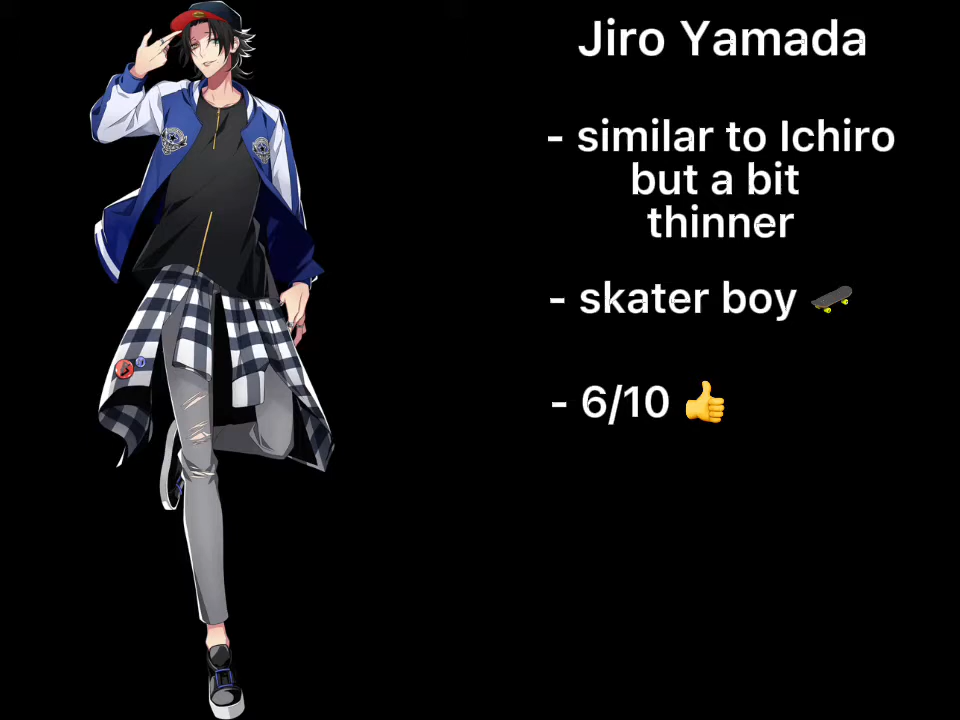 Jiro Yamada
- similar to Ichiro
but a bit
thinner
- skater boy 🛹
- 6/10 👍